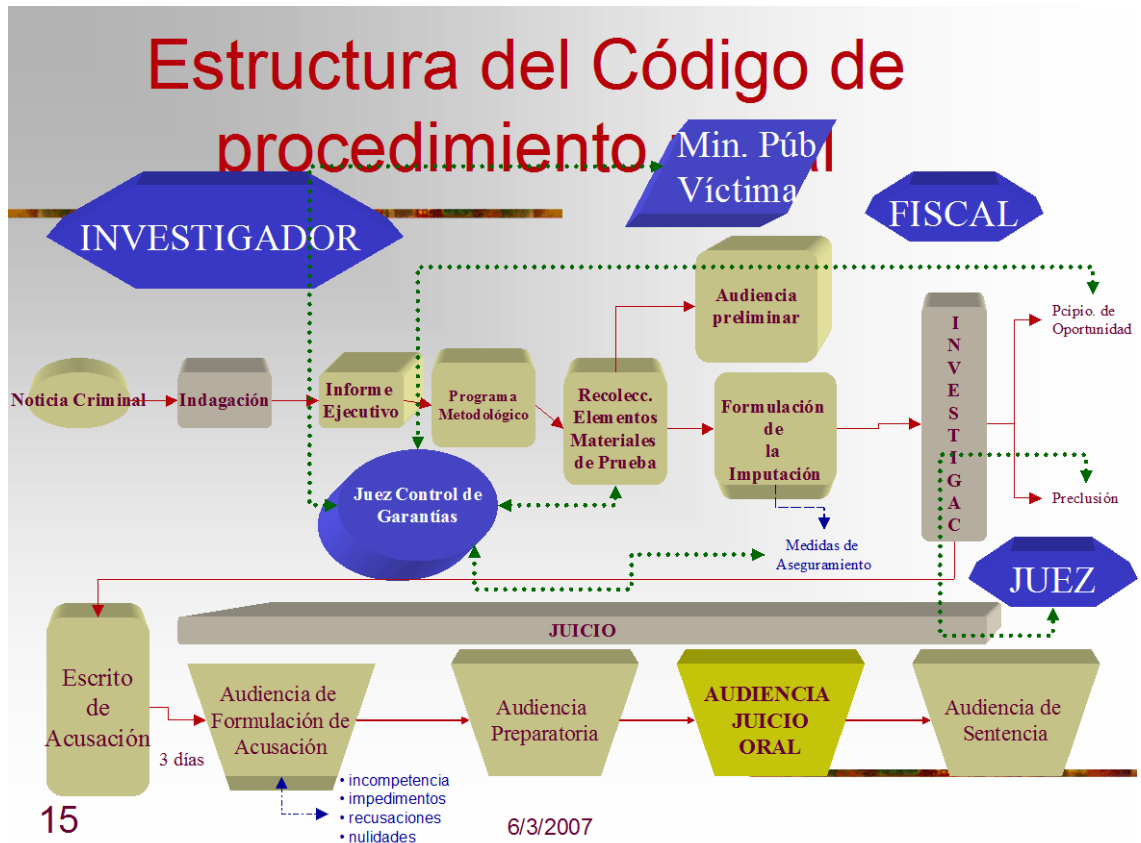 Estructura del Código de
procedimiento
Min. Púb
Víctima
INVESTIGADOR
FISCAL
Audiencia
preliminar
Pcipio. de
Oportunidad
Noticia Criminal
Indagación
Informe
Ejecutivo
Programa
Metodológico
Recolecc.
Elementos
Materiales
de Prueba
Formulación
de
la
Imputación
I
N
V
E
S
T
I
G
A
C
Juez Control de
Garantías
Preclusión
Medidas de
Aseguramiento
JUEZ
JUICIO
Escrito
de
Acusación
3 días
Audiencia de
Formulación de
Acusación
Audiencia
Preparatoria
AUDIENCIA
JUICIO
ORAL
Audiencia de
Sentencia
• incompetencia
• impedimentos
• recusaciones
• nulidades
15
6/3/2007